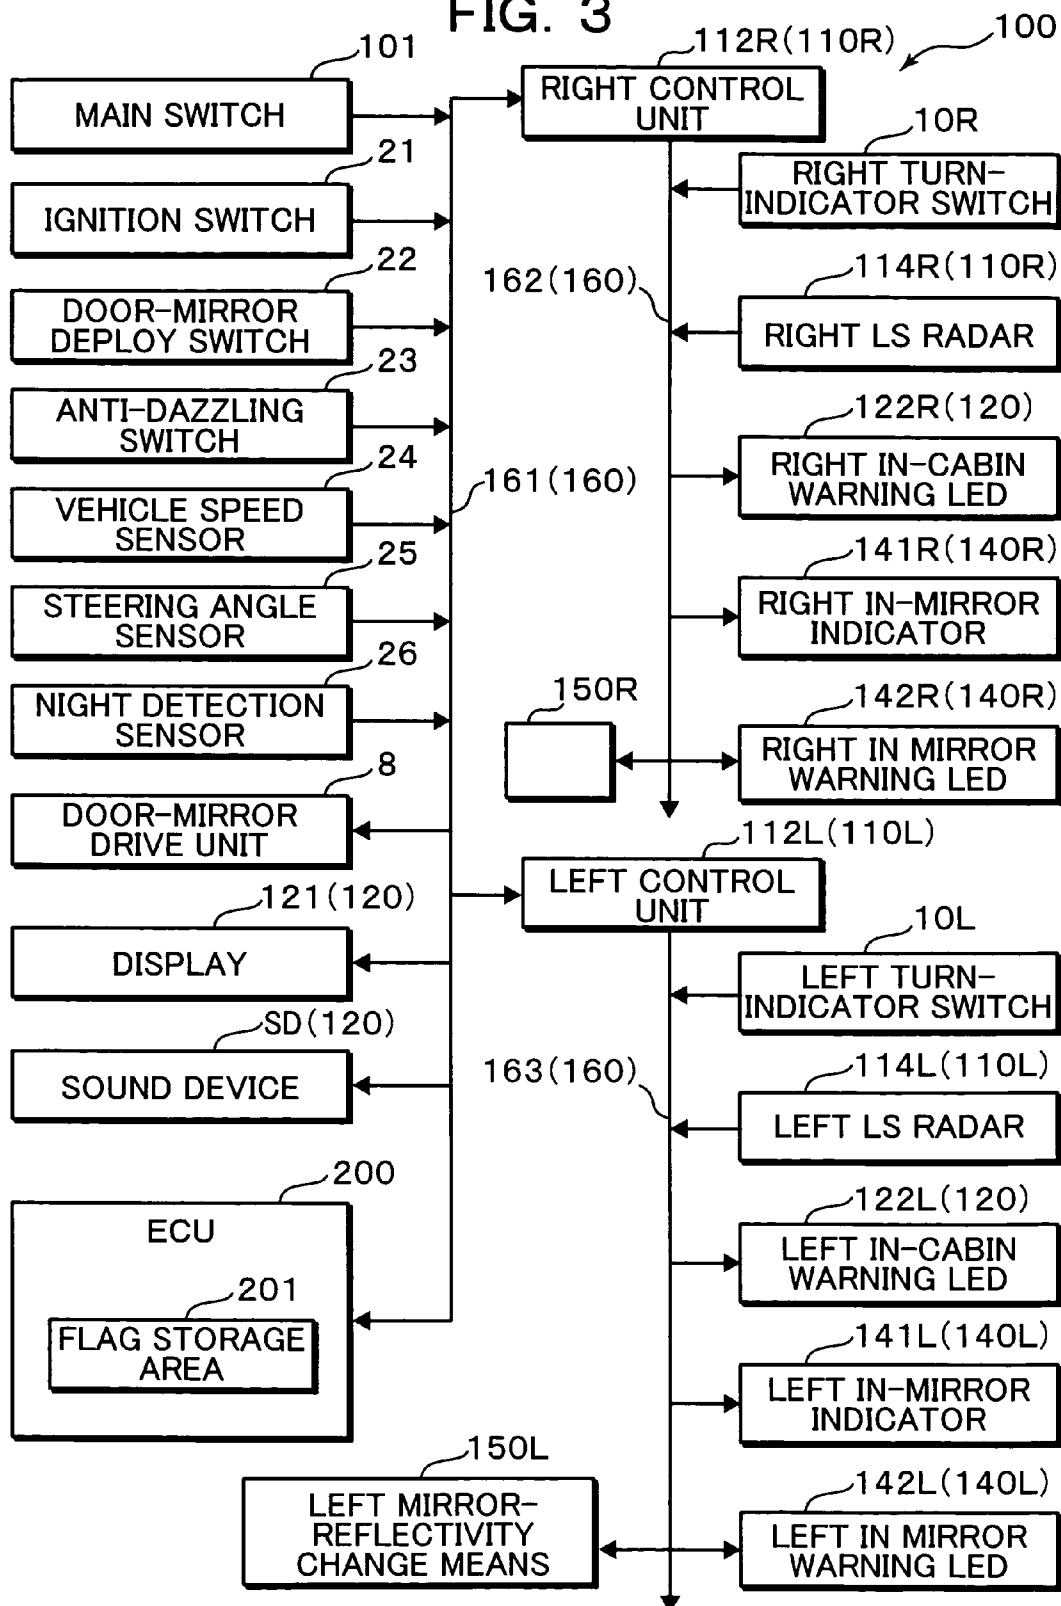 FIG. 3
100
101
MAIN SWITCH
21
IGNITION SWITCH
22
DOOR-MIRROR
DEPLOY SWITCH
23
ANTI-DAZZLING
SWITCH
24
VEHICLE SPEED
SENSOR
25
STEERING ANGLE
SENSOR
26
NIGHT DETECTION
SENSOR
8
DOOR-MIRROR
DRIVE UNIT
121(120)
DISPLAY
SD(120)
SOUND DEVICE
200
ECU
201
FLAG STORAGE
AREA
161(160)
112R(110R)
RIGHT CONTROL
UNIT
10R
RIGHT TURN-
INDICATOR SWITCH
162(160)
114R(110R)
RIGHT LS RADAR
122R(120)
RIGHT IN-CABIN
WARNING LED
141R(140R)
RIGHT IN-MIRROR
INDICATOR
150R
142R(140R)
RIGHT IN MIRROR
WARNING LED
112L(110L)
LEFT CONTROL
UNIT
10L
LEFT TURN-
INDICATOR SWITCH
163(160)
114L(110L)
LEFT LS RADAR
122L(120)
LEFT IN-CABIN
WARNING LED
141L(140L)
LEFT IN-MIRROR
INDICATOR
150L
LEFT MIRROR-
REFLECTIVITY
CHANGE MEANS
142L(140L)
LEFT IN MIRROR
WARNING LED